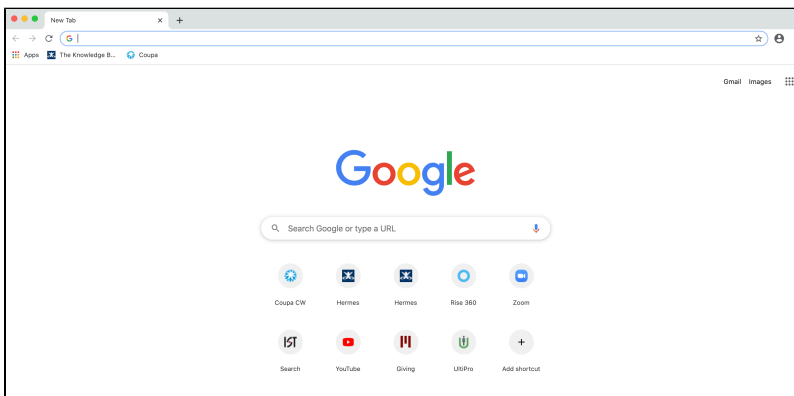 New Tab
Apps The Knowledge B... Coupa
Gmail Images
Google
Search Google or type a URL
Coupa CW Hermes Hermes Rise 360 Zoom
IST
Search YouTube Giving UltiPro Add shortcut